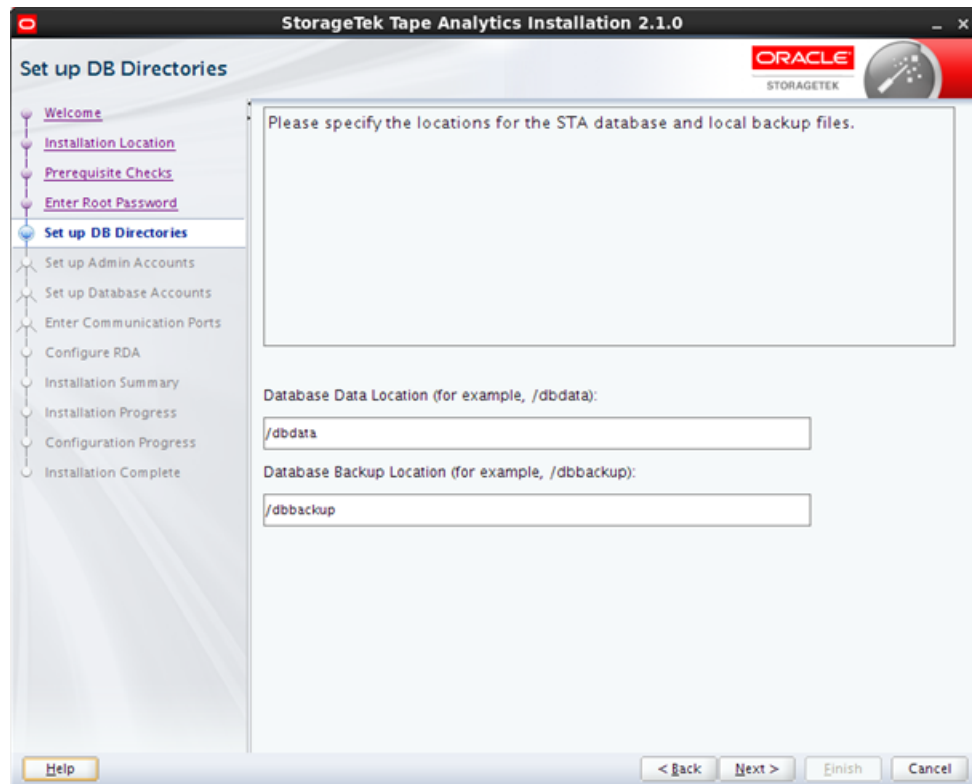 StorageTek Tape Analytics Installation 2.1.0
Set up DB Directories
ORACLE
STORAGETEK
Welcome
Installation Location
Prerequisite Checks
Enter Root Password
Set up DB Directories
Set up Admin Accounts
Set up Database Accounts
Enter Communication Ports
Configure RDA
Installation Summary
Installation Progress
Configuration Progress
Installation Complete
Please specify the locations for the STA database and local backup files.
Database Data Location (for example, /dbdata):
/dbdata
Database Backup Location (for example, /dbbackup):
/dbbackup
Help
< Back
Next >
Finish
Cancel